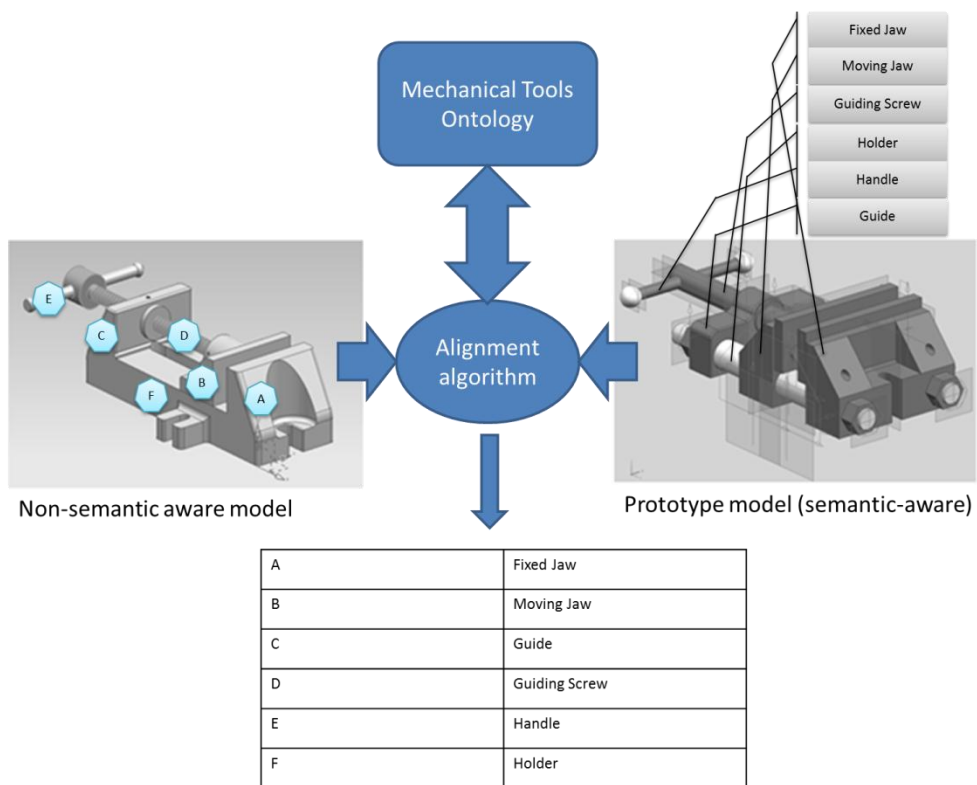 Fixed Jaw
Moving Jaw
Guiding Screw
Holder
Handle
Guide
Mechanical Tools
Ontology
E
C
D
B
F
A
Alignment
algorithm
Non-semantic aware model
Prototype model (semantic-aware)
A Fixed Jaw
B Moving Jaw
C Guide
D Guiding Screw
E Handle
F Holder